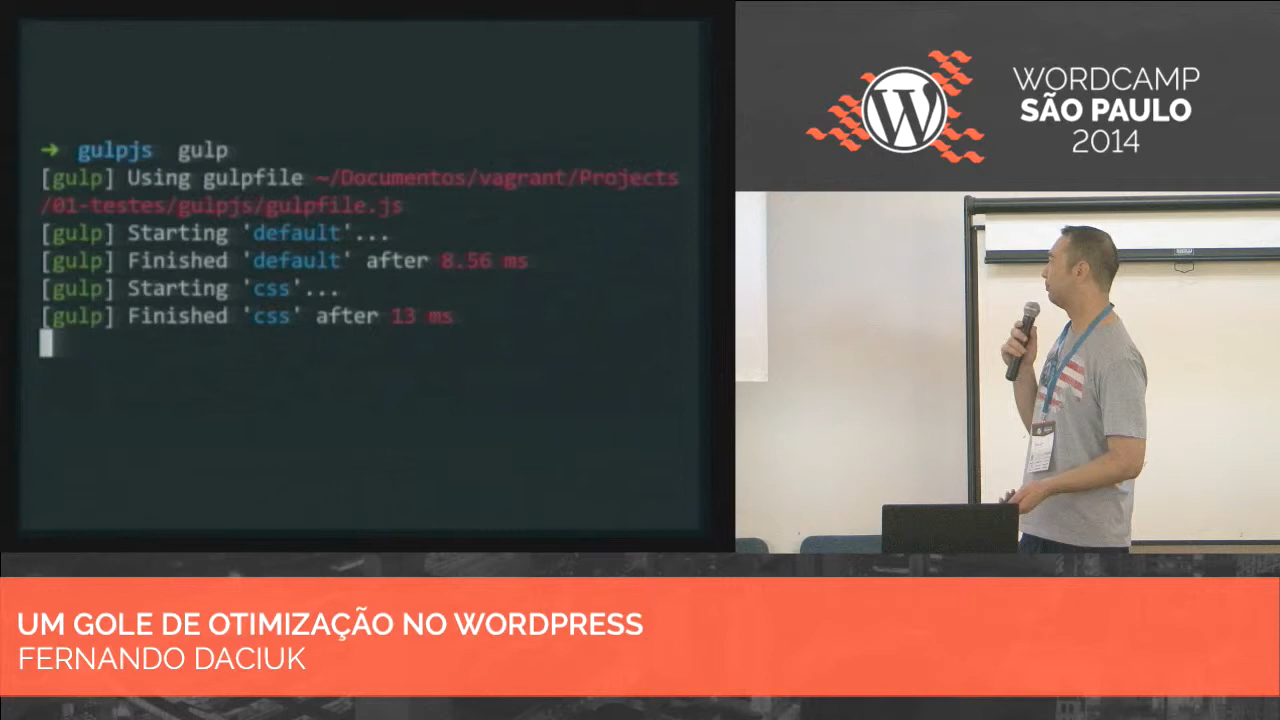 ➜ gulpjs gulp
[gulp] Using gulpfile ~/Documentos/vagrant/Projects
/01-testes/gulpjs/gulpfile.js
[gulp] Starting 'default'...
[gulp] Finished 'default' after 8.56 ms
[gulp] Starting 'css'...
[gulp] Finished 'css' after 13 ms
WORDCAMP
SÃO PAULO
2014
UM GOLE DE OTIMIZAÇÃO NO WORDPRESS
FERNANDO DACIUK